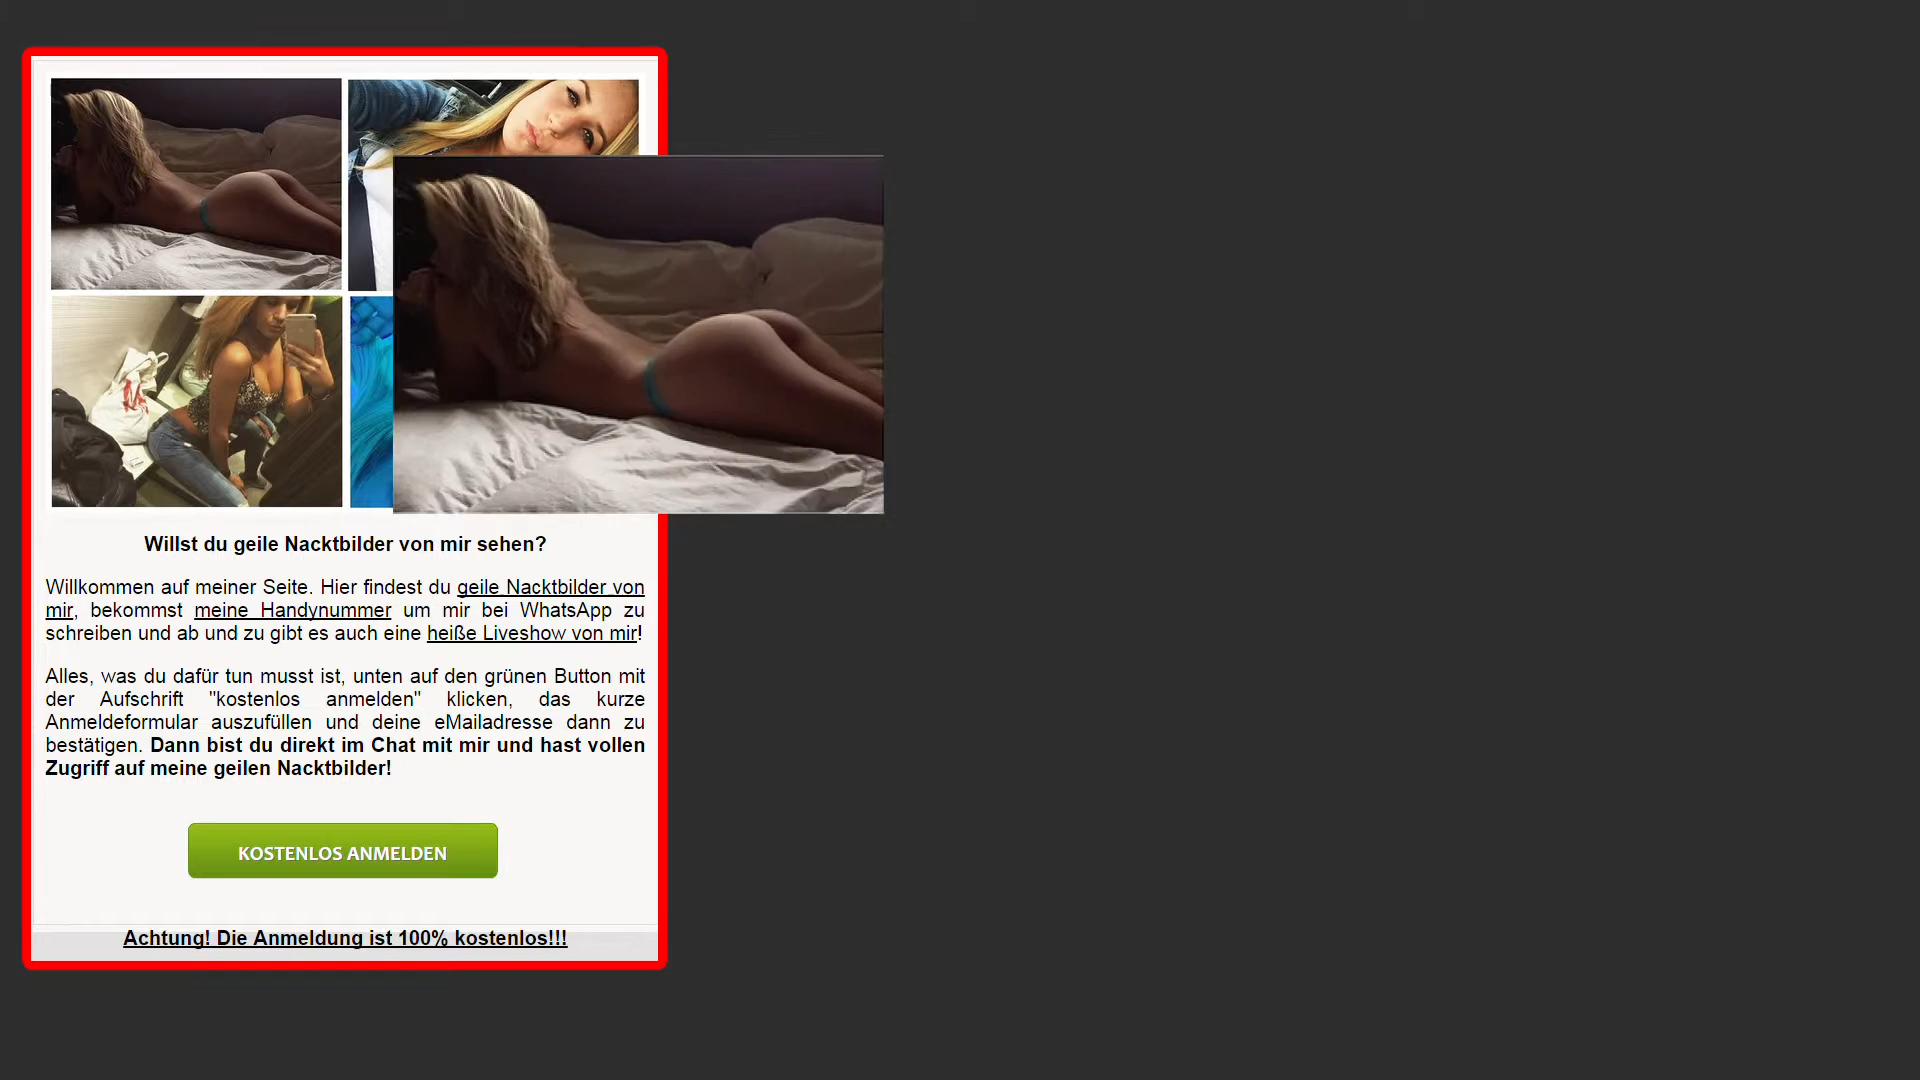 Willst du geile Nacktbilder von mir sehen?
Willkommen auf meiner Seite. Hier findest du geile Nacktbilder von
mir, bekommst meine Handynummer um mir bei WhatsApp zu
schreiben und ab und zu gibt es auch eine heiße Liveshow von mir!
Alles, was du dafür tun musst ist, unten auf den grünen Button mit
der Aufschrift "kostenlos anmelden" klicken, das kurze
Anmeldeformular auszufüllen und deine eMailadresse dann zu
bestätigen. Dann bist du direkt im Chat mit mir und hast vollen
Zugriff auf meine geilen Nacktbilder!
KOSTENLOS ANMELDEN
Achtung! Die Anmeldung ist 100% kostenlos!!!